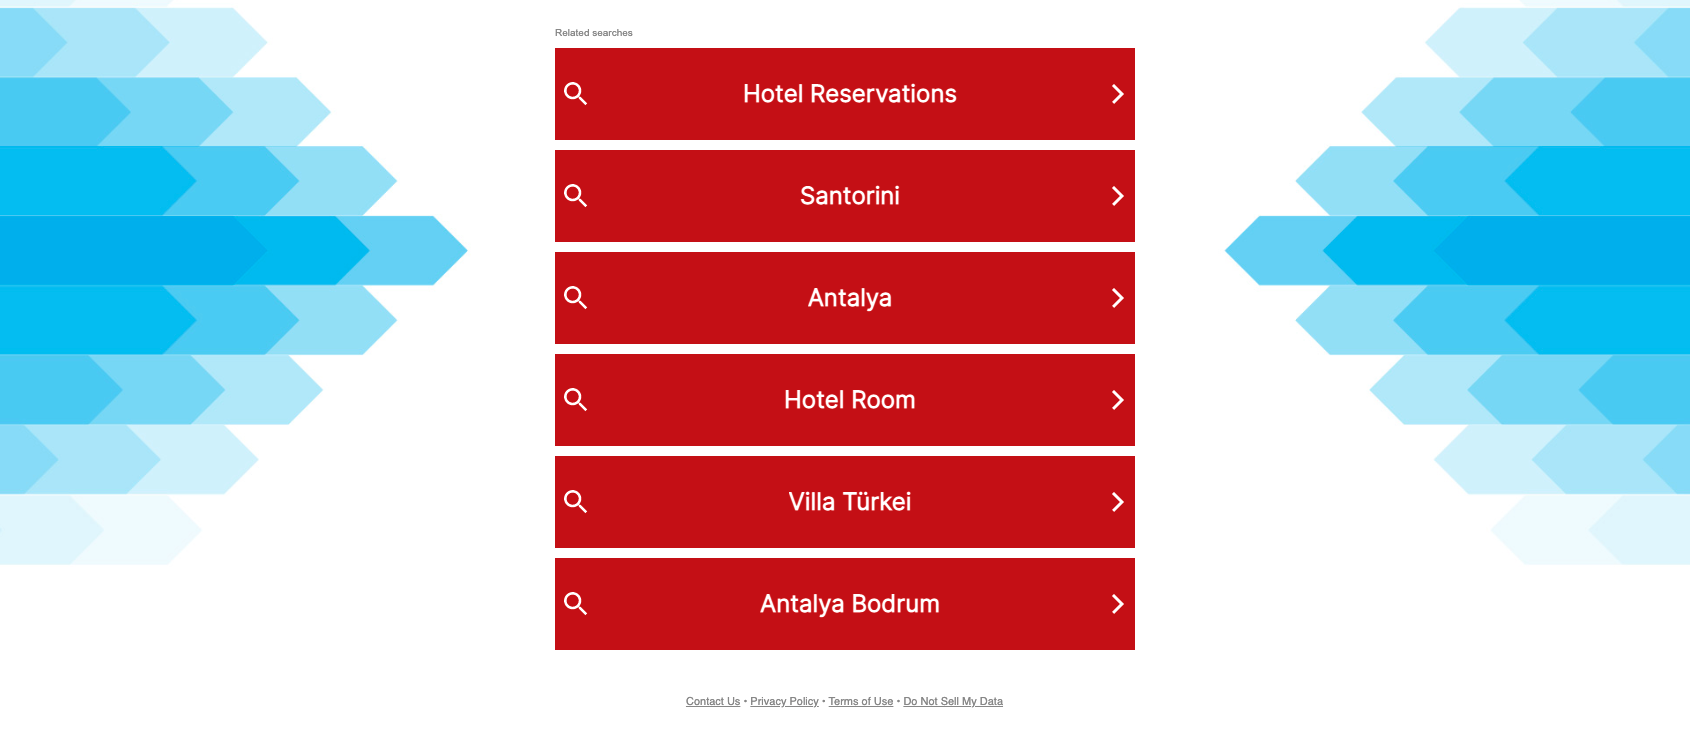 Related searches
Hotel Reservations
Santorini
Antalya
Hotel Room
Villa Türkei
Antalya Bodrum
Contact Us • Privacy Policy • Terms of Use • Do Not Sell My Data